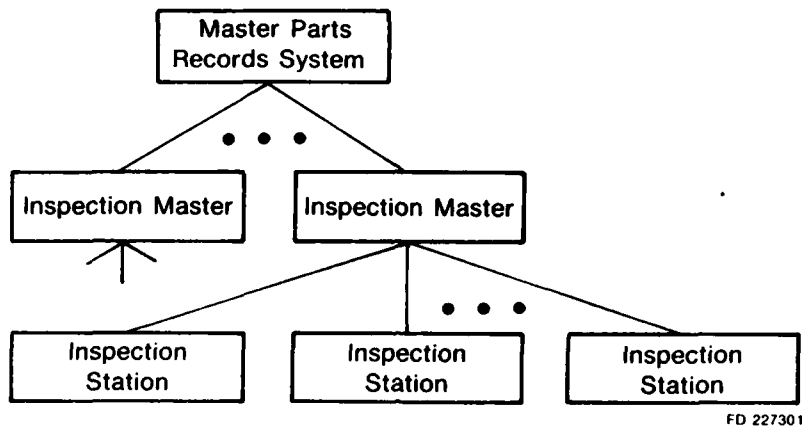 Master Parts
Records System
Inspection Master
Inspection Master
Inspection
Station
Inspection
Station
Inspection
Station
FD 227301